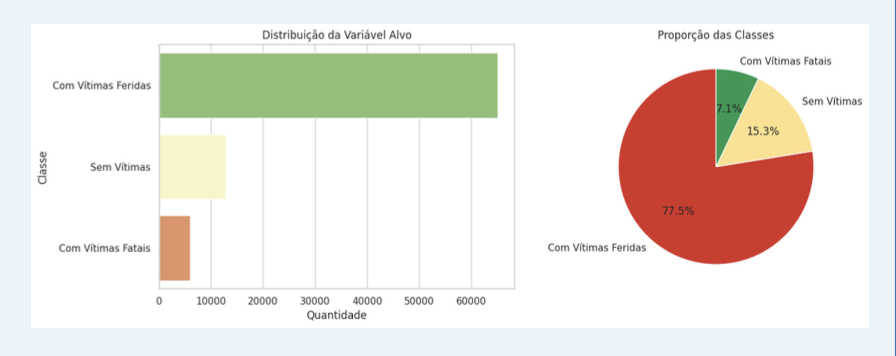 Distribuição da Variável Alvo
Classe
Com Vítimas Feridas
Sem Vítimas
Com Vítimas Fatais
0 10000 20000 30000 40000 50000 60000
Quantidade
Proporção das Classes
Com Vítimas Fatais
7.1%
Sem Vítimas
15.3%
77.5%
Com Vítimas Feridas